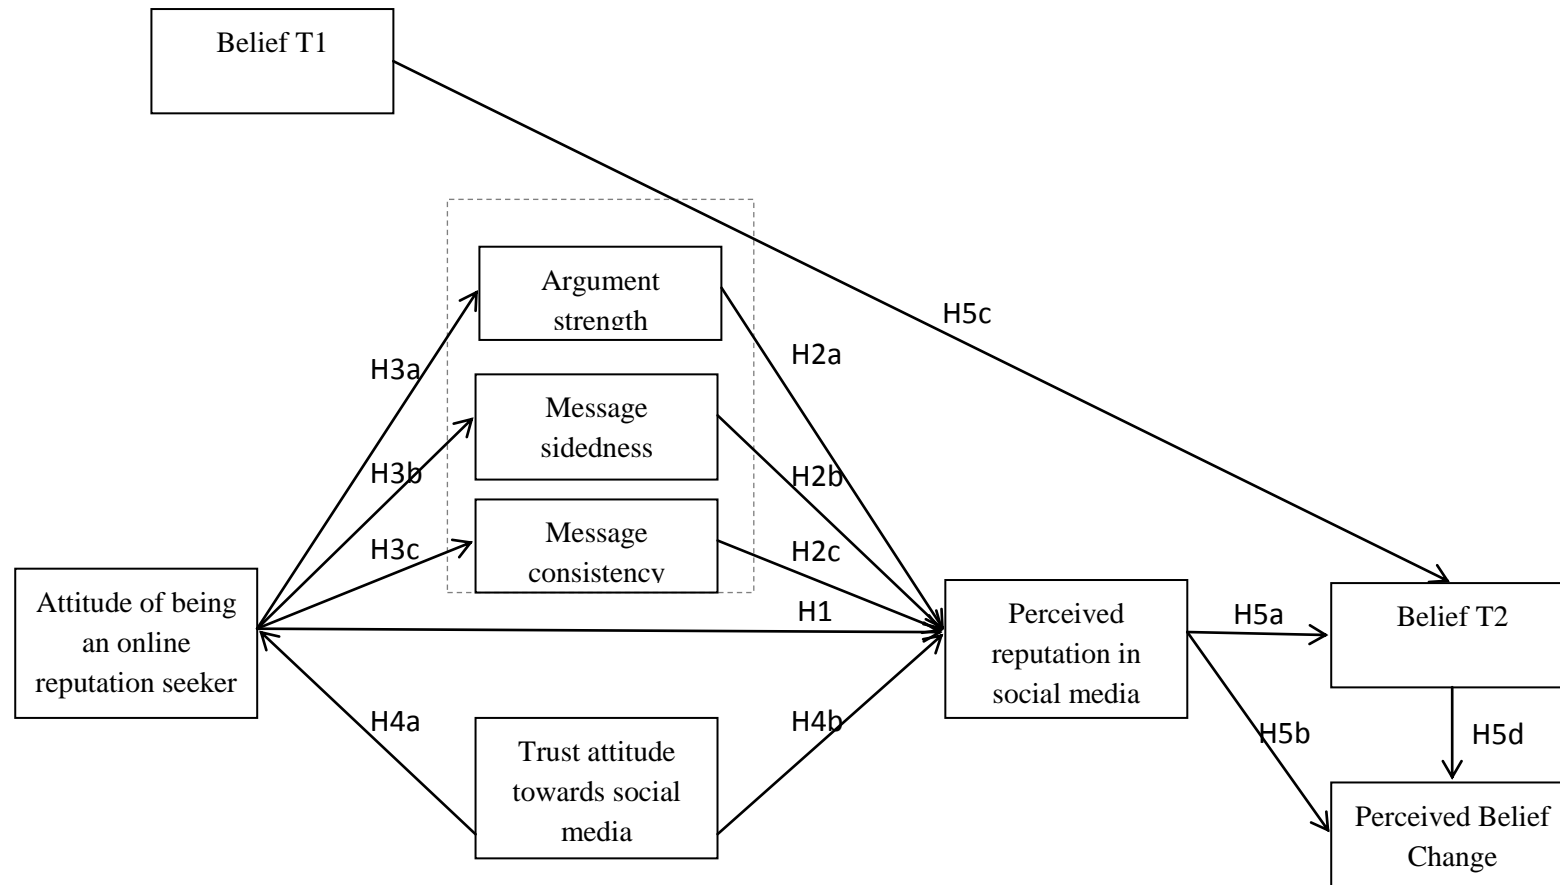 Belief T1
Argument
strength
H5c
H2a
H3a
Message
sidedness
H3b
H2b
Message
consistency
H3c
H2c
Attitude of being
an online
reputation seeker
H1
Perceived
reputation in
social media
H5a
Belief T2
H4a
H4b
Trust attitude
towards social
media
H5b
H5d
Perceived Belief
Change